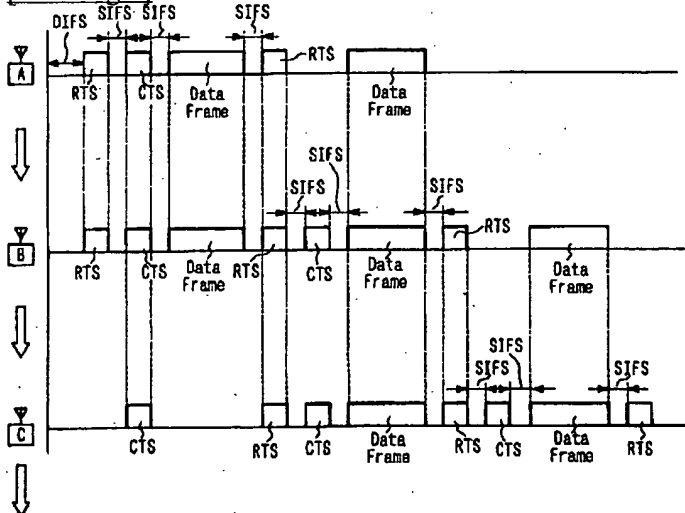 DIFS SIFS SIFS SIFS
A RTS CTS Data Frame RTS Data Frame
SIFS SIFS SIFS RTS
B RTS CTS Data Frame RTS CTS Data Frame Data Frame
SIFS SIFS SIFS
C CTS RTS CTS Data Frame RTS CTS Data Frame RTS